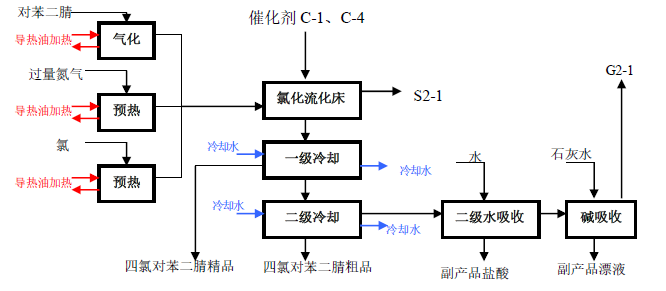 对苯二腈
催化剂 C-1、C-4
导热油加热
气化
过量氮气
G2-1
导热油加热
预热
氯化流化床
S2-1
氯
冷却水
一级冷却
冷却水
水
石灰水
导热油加热
预热
冷却水
二级冷却
冷却水
二级水吸收
碱吸收
四氯对苯二腈精品
四氯对苯二腈粗品
副产品盐酸
副产品漂液